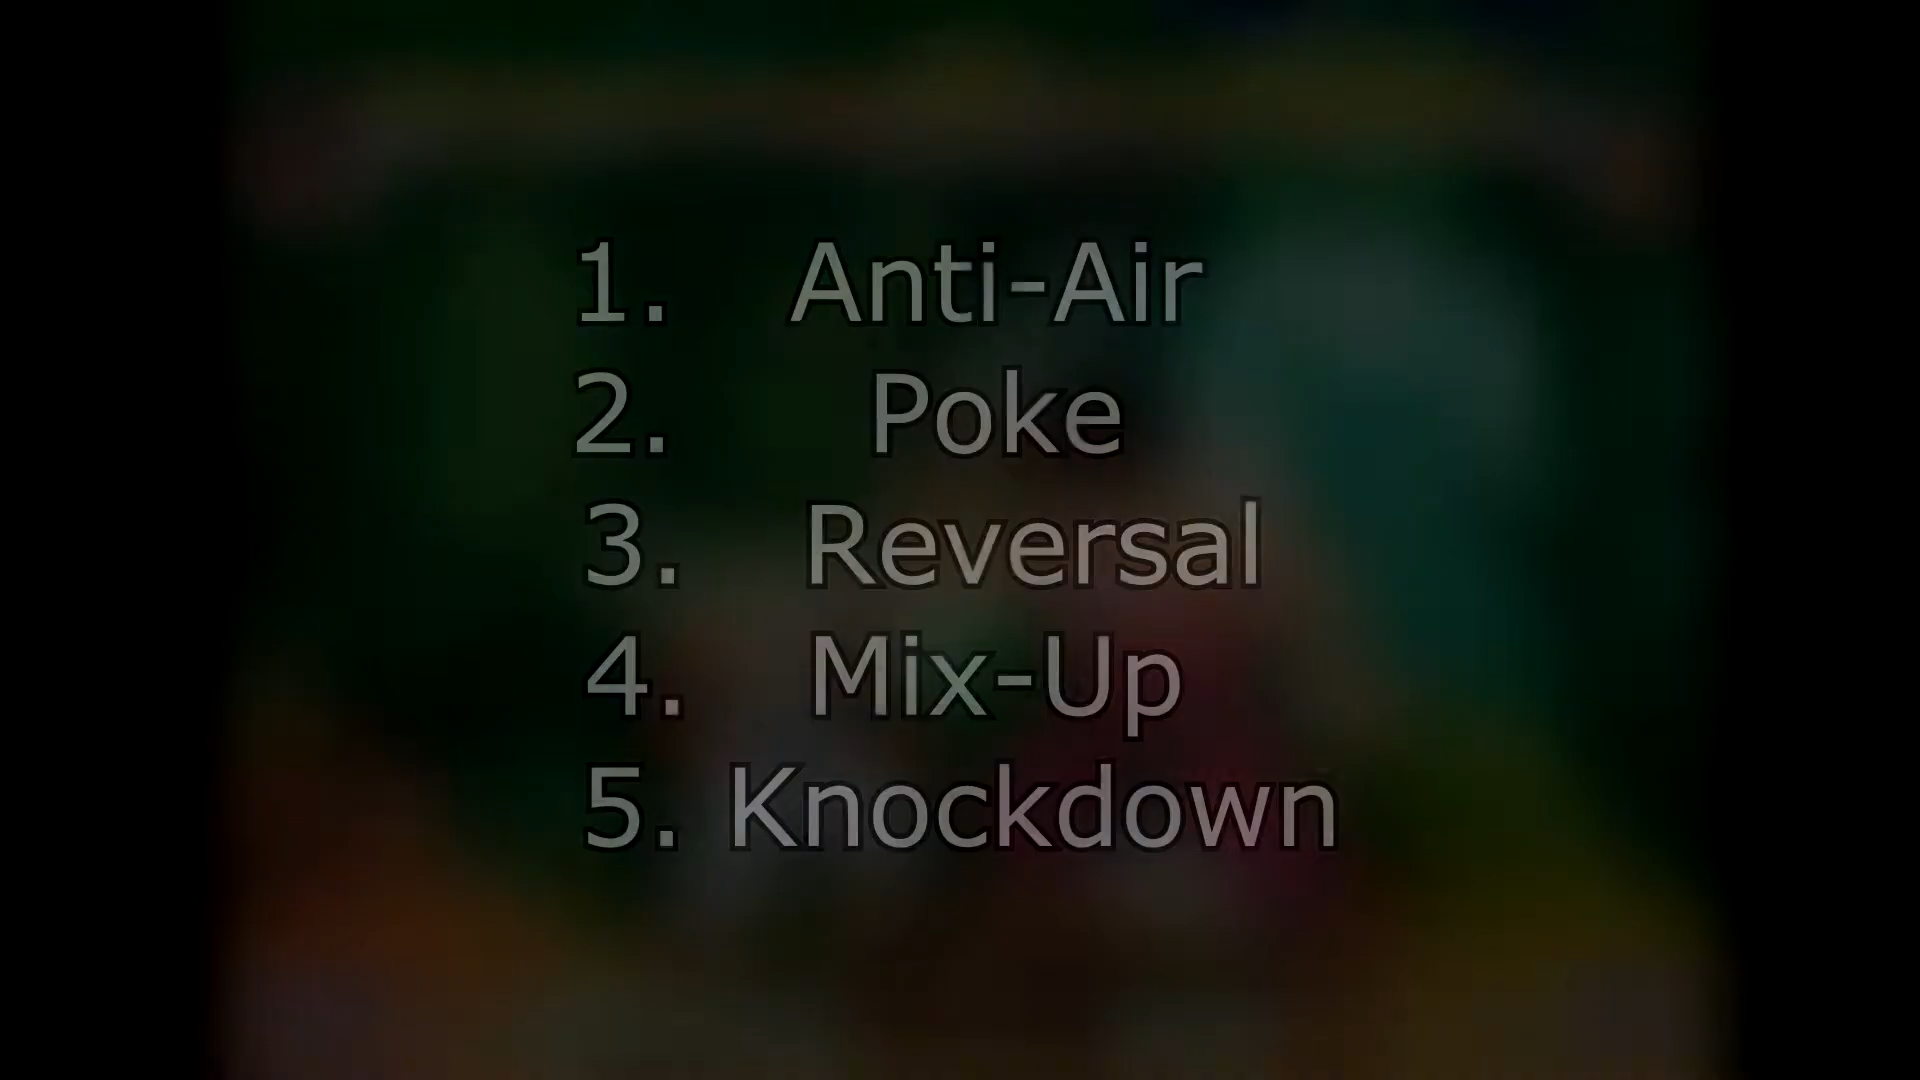 1. Anti-Air
2. Poke
3. Reversal
4. Mix-Up
5. Knockdown